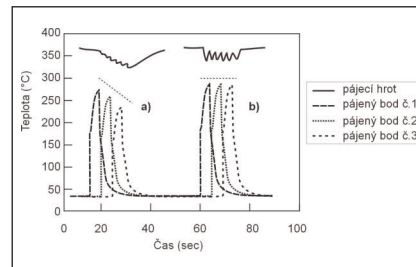 Teplota (°C)
400
350
300
250
200
150
100
50
0
a)
b)
0 20 40 60 80 100
Čas (sec)
pájecí hrot
pájený bod č.1
pájený bod č.2
pájený bod č.3